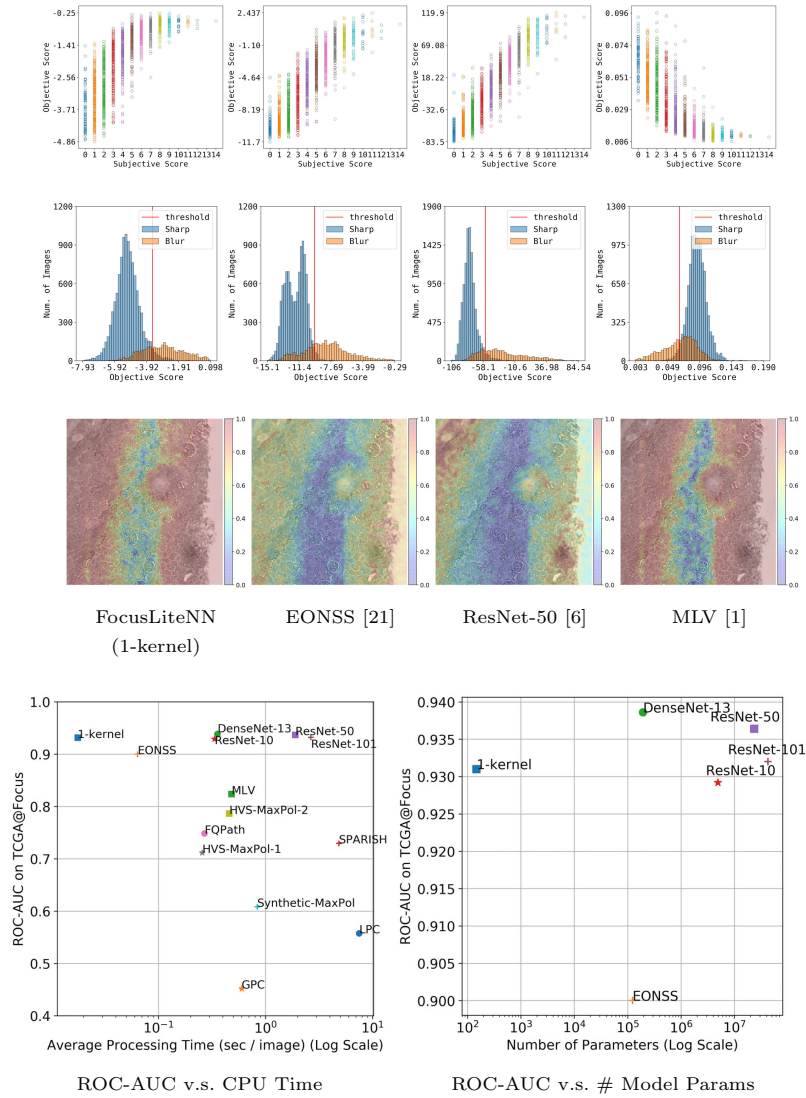 Objective Score
-0.25
-1.41
-2.56
-3.71
-4.86
0 1 2 3 4 5 6 7 8 9 1011121314
Subjective Score
Objective Score
2.437
-1.10
-4.64
-8.19
-11.7
0 1 2 3 4 5 6 7 8 9 1011121314
Subjective Score
Objective Score
119.9
69.08
18.22
-32.6
-83.5
0 1 2 3 4 5 6 7 8 9 1011121314
Subjective Score
Objective Score
0.096
0.074
0.051
0.029
0.006
0 1 2 3 4 5 6 7 8 9 1011121314
Subjective Score
Num. of Images
1200
900
600
300
0
threshold
Sharp
Blur
-7.93 -5.92 -3.92 -1.91 0.098
Objective Score
Num. of Images
1200
900
600
300
0
threshold
Sharp
Blur
-15.1 -11.4 -7.69 -3.99 -0.29
Objective Score
Num. of Images
1900
1425
950
475
0
threshold
Sharp
Blur
-106 -58.1 -10.6 36.98 84.54
Objective Score
Num. of Images
1300
975
650
325
0
threshold
Sharp
Blur
0.003 0.049 0.096 0.143 0.190
Objective Score
1.0
0.8
0.6
0.4
0.2
0.0
1.0
0.8
0.6
0.4
0.2
0.0
1.0
0.8
0.6
0.4
0.2
0.0
1.0
0.8
0.6
0.4
0.2
0.0
FocusLiteNN
(1-kernel)
EONSS [21]
ResNet-50 [6]
MLV [1]
ROC-AUC on TCGA@Focus
1.0
0.9
0.8
0.7
0.6
0.5
0.4
1-kernel
EONSS
DenseNet-13
ResNet-10
ResNet-50
ResNet-101
MLV
HVS-MaxPol-2
FQPath
HVS-MaxPol-1
SPARISH
Synthetic-MaxPol
LPC
GPC
10⁻¹ 10⁰ 10¹
Average Processing Time (sec / image) (Log Scale)
ROC-AUC v.s. CPU Time
ROC-AUC on TCGA@Focus
0.940
0.935
0.930
0.925
0.920
0.915
0.910
0.905
0.900
DenseNet-13
ResNet-50
ResNet-101
1-kernel
ResNet-10
EONSS
10² 10³ 10⁴ 10⁵ 10⁶ 10⁷
Number of Parameters (Log Scale)
ROC-AUC v.s. # Model Params